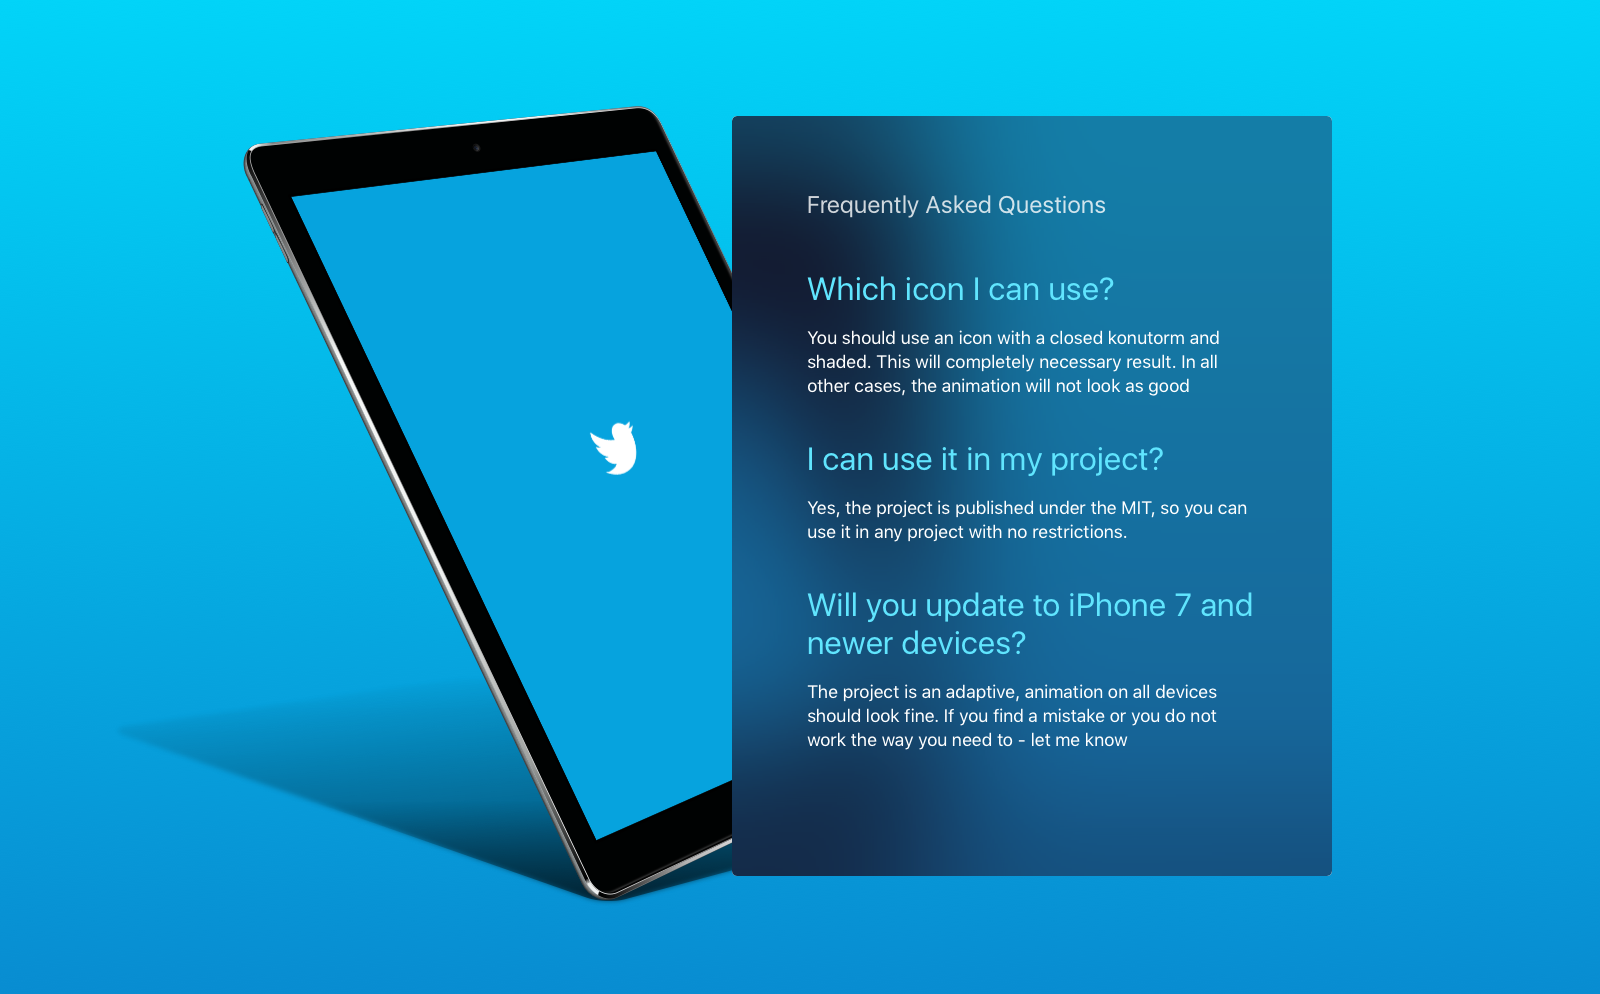 Frequently Asked Questions
Which icon I can use?
You should use an icon with a closed konutorm and
shaded. This will completely necessary result. In all
other cases, the animation will not look as good
I can use it in my project?
Yes, the project is published under the MIT, so you can
use it in any project with no restrictions.
Will you update to iPhone 7 and
newer devices?
The project is an adaptive, animation on all devices
should look fine. If you find a mistake or you do not
work the way you need to - let me know